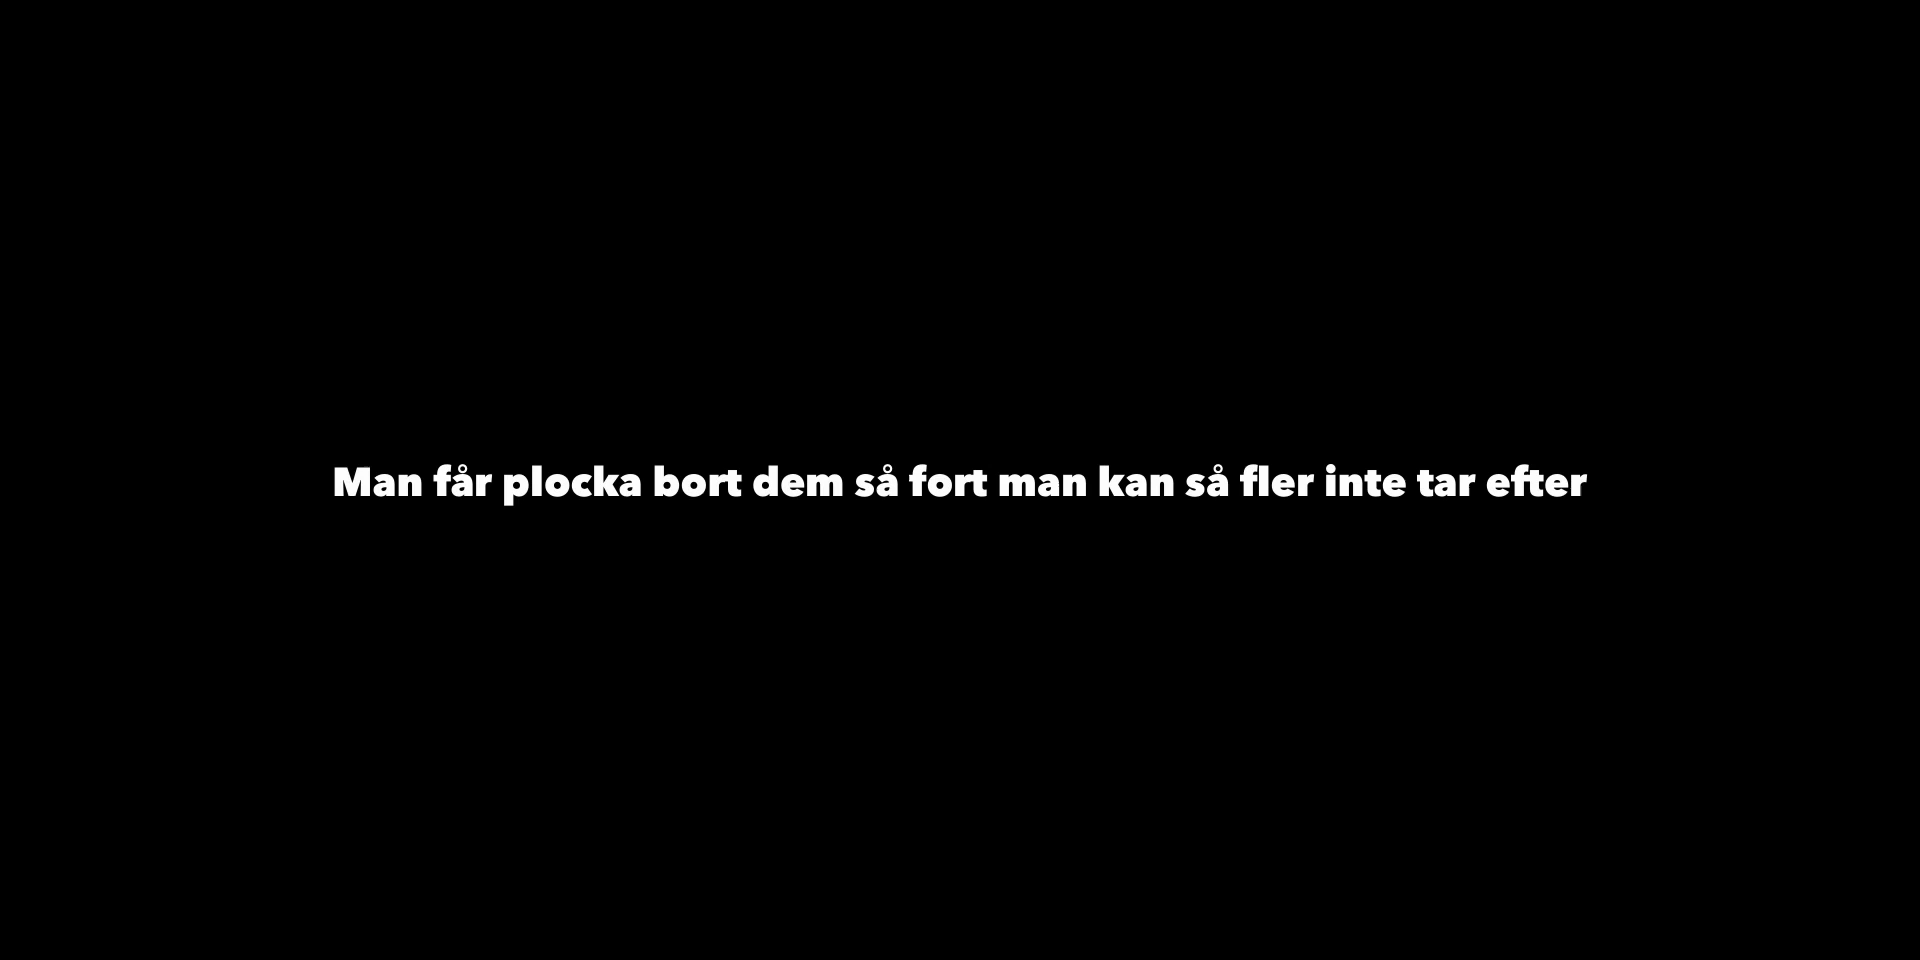 Man får plocka bort dem så fort man kan så fler inte tar efter